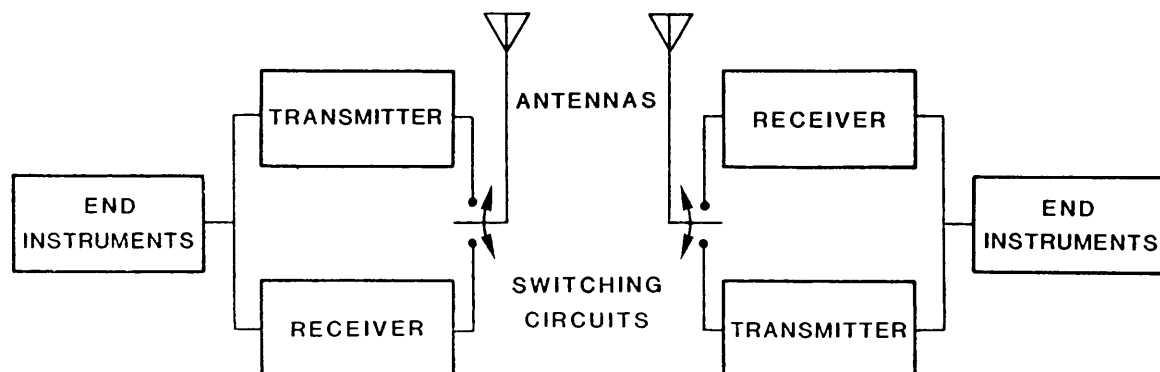 TRANSMITTER
ANTENNAS
RECEIVER
END
INSTRUMENTS
END
INSTRUMENTS
RECEIVER
SWITCHING
CIRCUITS
TRANSMITTER